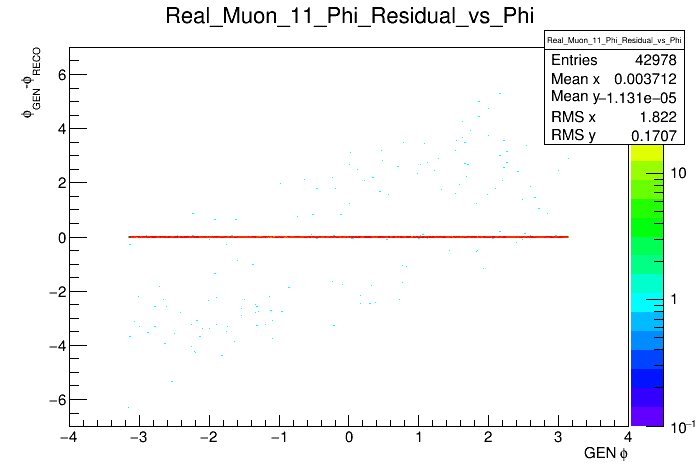 Real_Muon_11_Phi_Residual_vs_Phi
Real_Muon_11_Phi_Residual_vs_Phi
Entries 42978
Mean x 0.003712
Mean y −1.131e−05
RMS x 1.822
RMS y 0.1707
ϕGEN-ϕRECO
6
4
2
0
−2
−4
−6
10
1
10−1
−4 −3 −2 −1 0 1 2 3 4
GEN ϕ